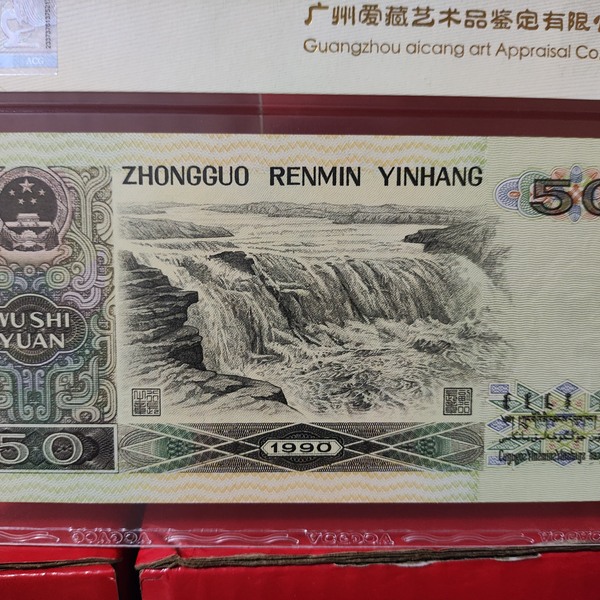 广州爱藏艺术品鉴定有限
Guangzhou aicang art Appraisal Co.
ACG
ZHONGGUO RENMIN YINHANG
50
WU SHI
YUAN
50
1990